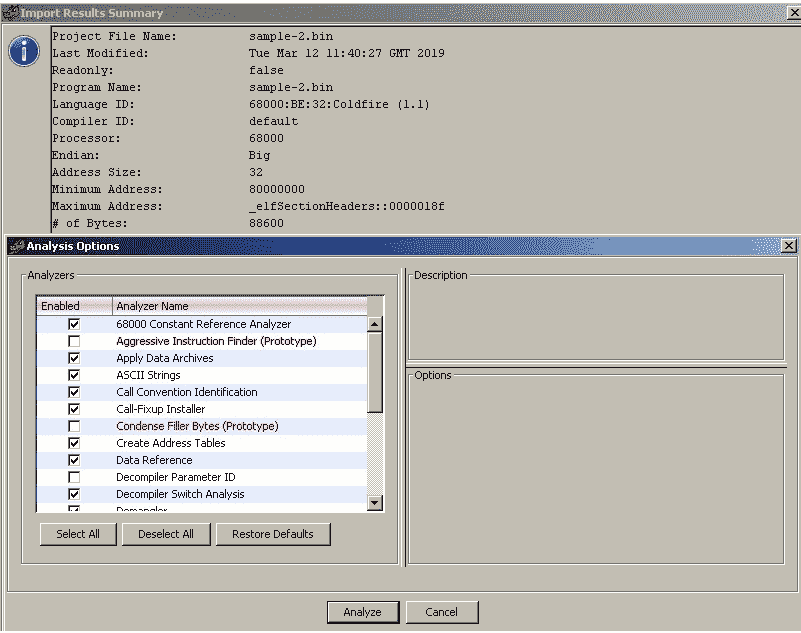 Import Results Summary
Project File Name: sample-2.bin
Last Modified: Tue Mar 12 11:40:27 GMT 2019
Readonly: false
Program Name: sample-2.bin
Language ID: 68000:BE:32:Coldfire (1.1)
Compiler ID: default
Processor: 68000
Endian: Big
Address Size: 32
Minimum Address: 80000000
Maximum Address: _elfSectionHeaders::0000018f
# of Bytes: 88600
Analysis Options
Analyzers
Enabled Analyzer Name
68000 Constant Reference Analyzer
Aggressive Instruction Finder (Prototype)
Apply Data Archives
ASCII Strings
Call Convention Identification
Call-Fixup Installer
Condense Filler Bytes (Prototype)
Create Address Tables
Data Reference
Decompiler Parameter ID
Decompiler Switch Analysis
Demangler
Select All Deselect All Restore Defaults
Description
Options
Analyze Cancel